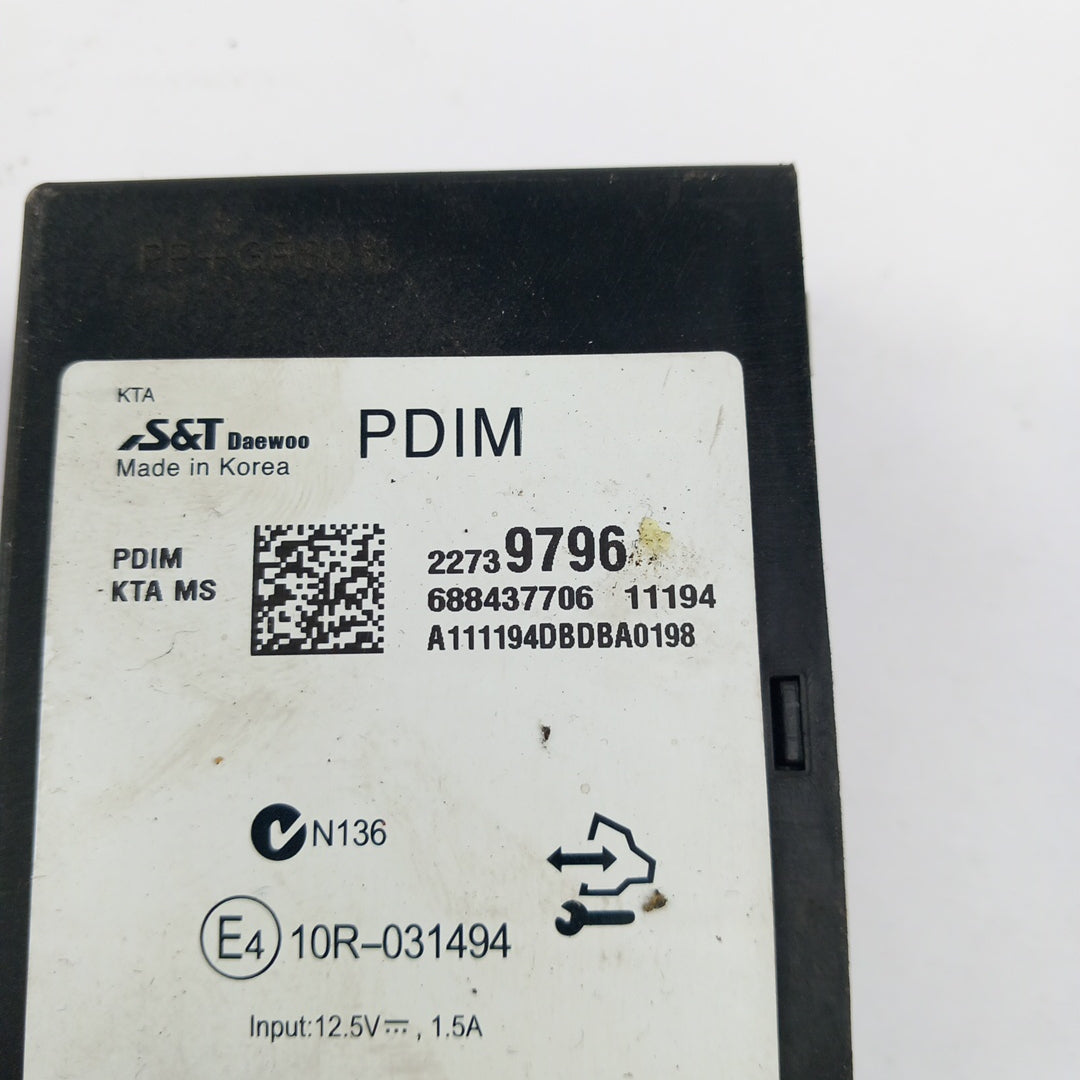 KTA
S&T Daewoo PDIM
Made in Korea
PDIM
KTA MS
22739796
688437706 11194
A111194DBDBA0198
N136
E4 10R-031494
Input:12.5V⎓, 1.5A